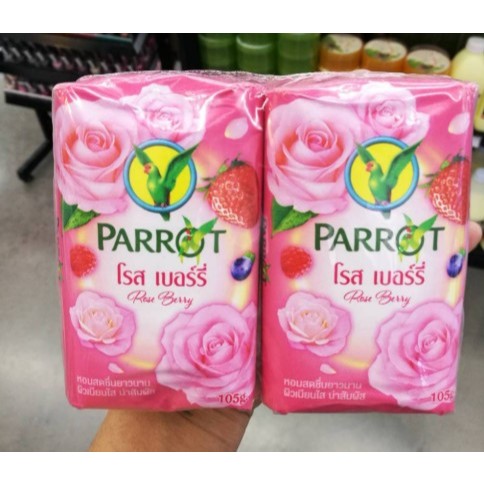 PARROT
โรส เบอร์รี่
Rose Berry
หอมสดชื่นยาวนาน
ผิวเนียนใส น่าสัมผัส
105g
PARROT
โรส เบอร์รี่
Rose Berry
หอมสดชื่นยาวนาน
ผิวเนียนใส น่าสัมผัส
105g